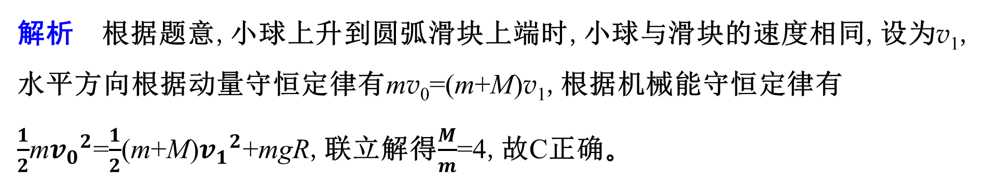 解析 根据题意, 小球上升到圆弧滑块上端时, 小球与滑块的速度相同, 设为v₁,
水平方向根据动量守恒定律有mv₀=(m+M)v₁, 根据机械能守恒定律有
½mv₀²=½(m+M)v₁²+mgR, 联立解得M/m=4, 故C正确。